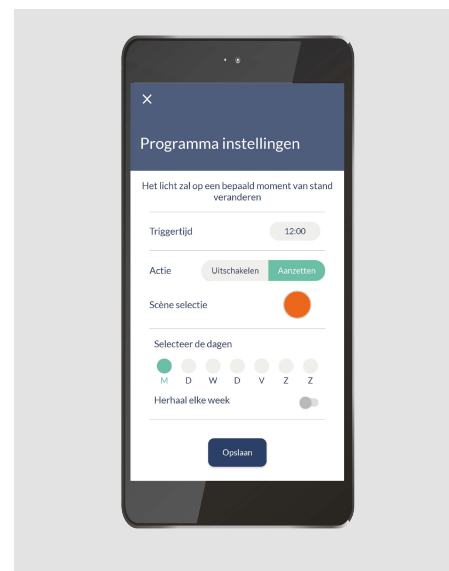 Programma instellingen
Het licht zal op een bepaald moment van stand
veranderen
Triggertijd 12:00
Actie Uitschakelen Aanzetten
Scène selectie
Selecteer de dagen
M D W D V Z Z
Herhaal elke week
Opslaan